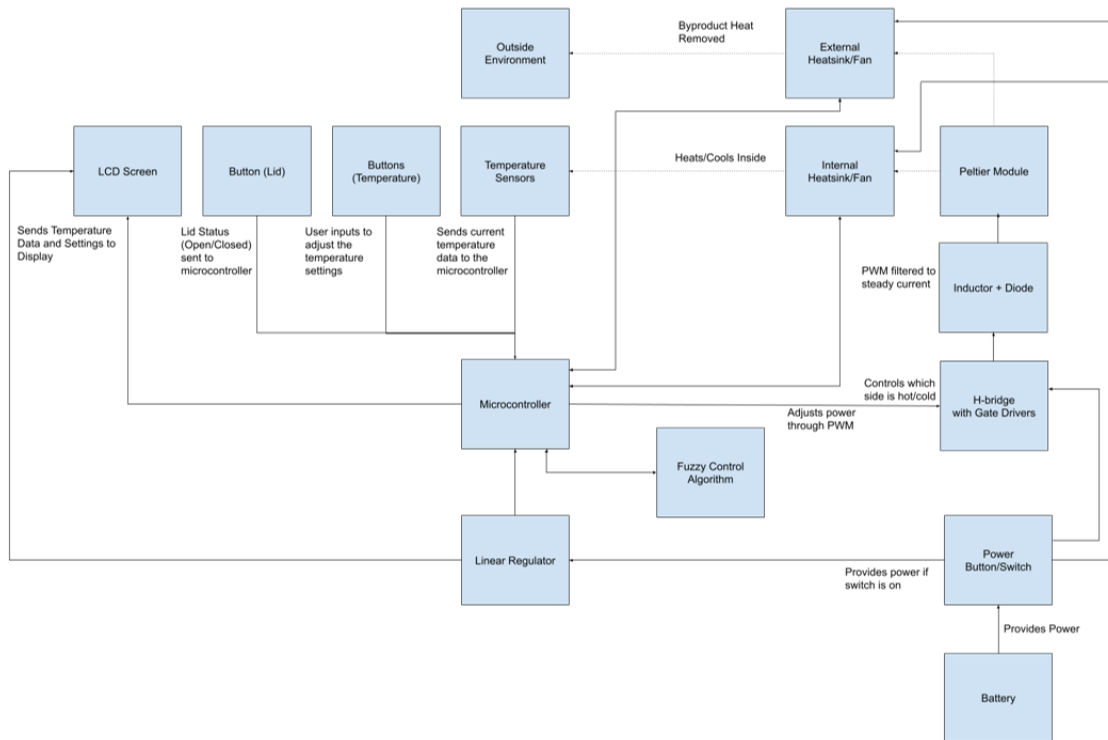 Byproduct Heat
Removed
Outside
Environment
External
Heatsink/Fan
LCD Screen
Button (Lid)
Buttons
(Temperature)
Temperature
Sensors
Heats/Cools Inside
Internal
Heatsink/Fan
Peltier Module
Sends Temperature
Data and Settings to
Display
Lid Status
(Open/Closed)
sent to
microcontroller
User inputs to
adjust the
temperature
settings
Sends current
temperature
data to the
microcontroller
PWM filtered to
steady current
Inductor + Diode
Microcontroller
Controls which
side is hot/cold
H-bridge
with Gate Drivers
Adjusts power
through PWM
Fuzzy Control
Algorithm
Linear Regulator
Power
Button/Switch
Provides power if
switch is on
Provides Power
Battery